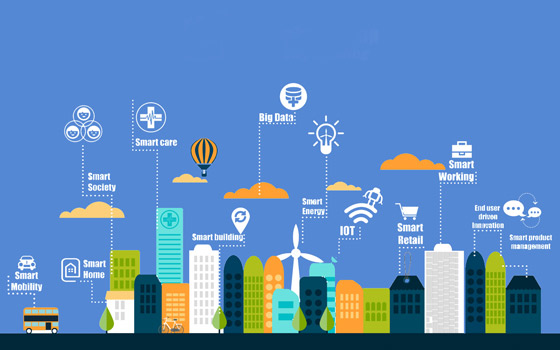 Big Data
Smart care
Smart
Working
Smart
Society
Smart
Energy
End user
driven
innovation
Smart
Retail
IOT
Smart building
Smart product
management
Smart
Home
Smart
Mobility